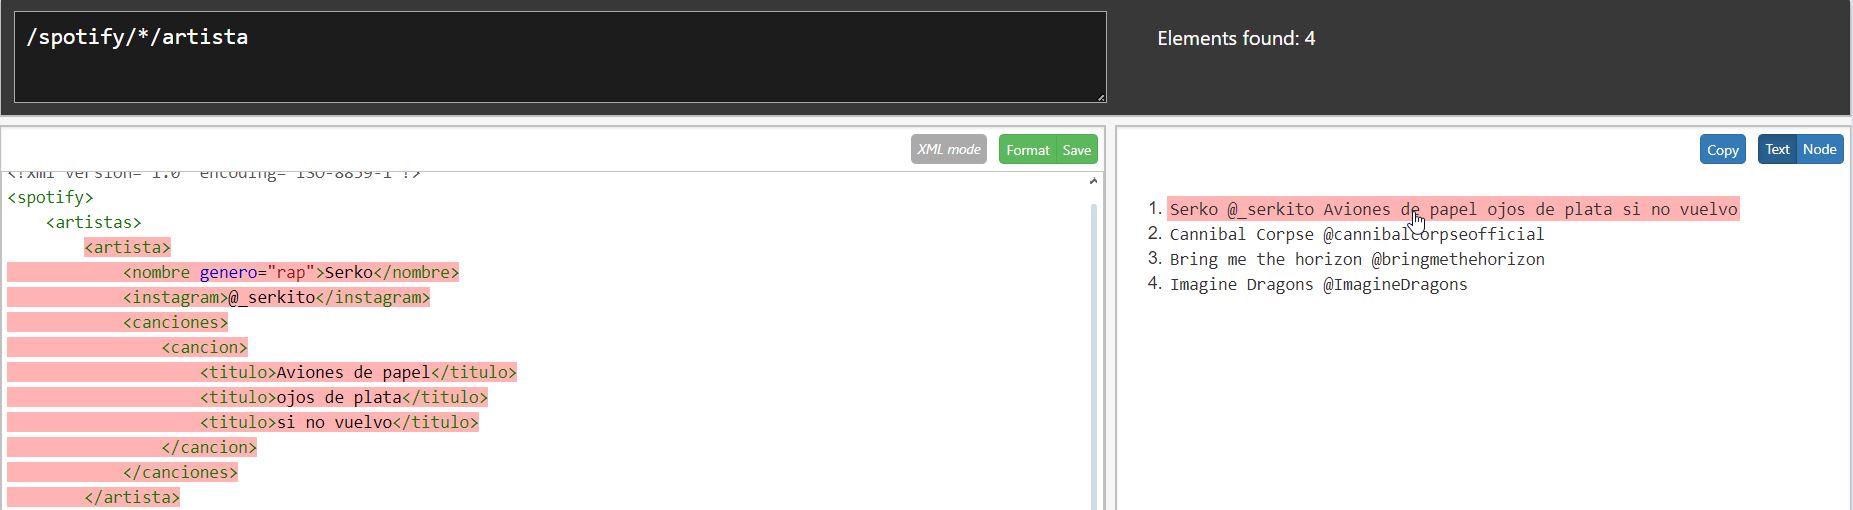 /spotify/*/artista
Elements found: 4
XML mode
Format Save
Copy
Text Node
<?xml version="1.0" encoding="ISO-8859-1"?>
<spotify>
<artistas>
<artista>
<nombre genero="rap">Serko</nombre>
<instagram>@_serkito</instagram>
<canciones>
<cancion>
<titulo>Aviones de papel</titulo>
<titulo>ojos de plata</titulo>
<titulo>si no vuelvo</titulo>
</cancion>
</canciones>
</artista>
1. Serko @_serkito Aviones de papel ojos de plata si no vuelvo
2. Cannibal Corpse @cannibalcorpseofficial
3. Bring me the horizon @bringmethehorizon
4. Imagine Dragons @ImagineDragons